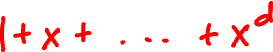 1 + x + ... + x^d